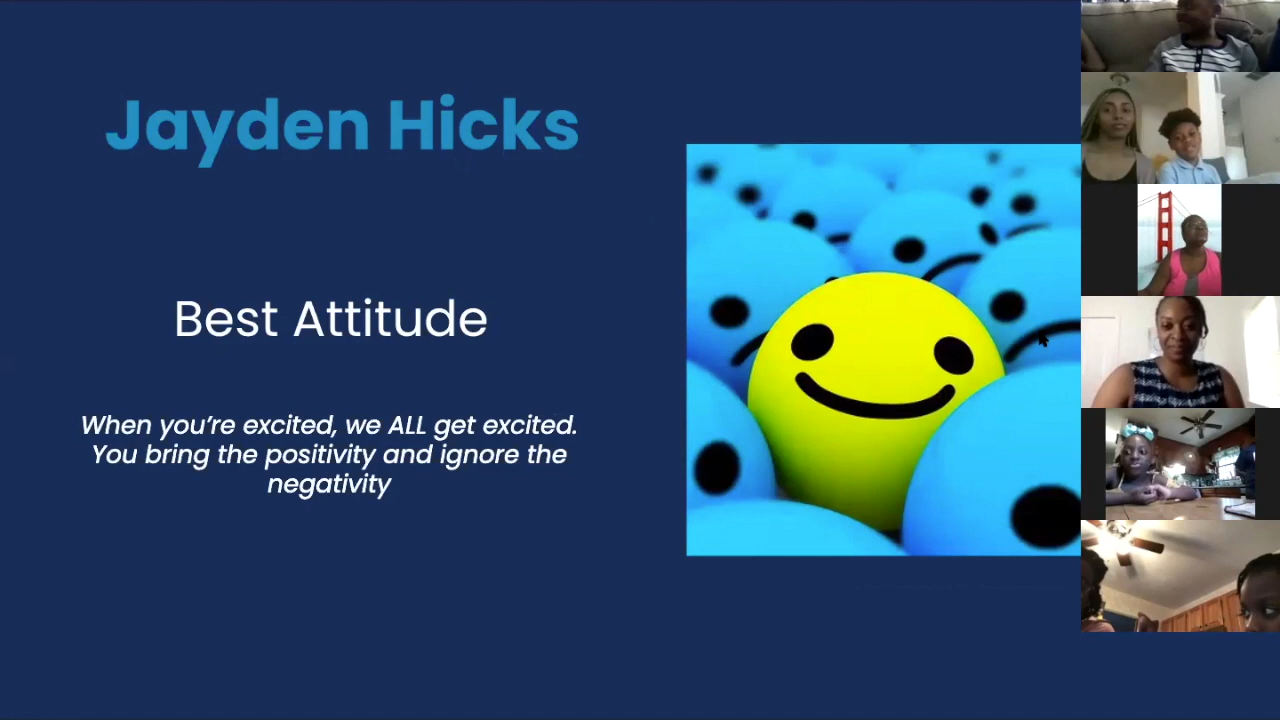 Jayden Hicks
Best Attitude
When you're excited, we ALL get excited.
You bring the positivity and ignore the
negativity